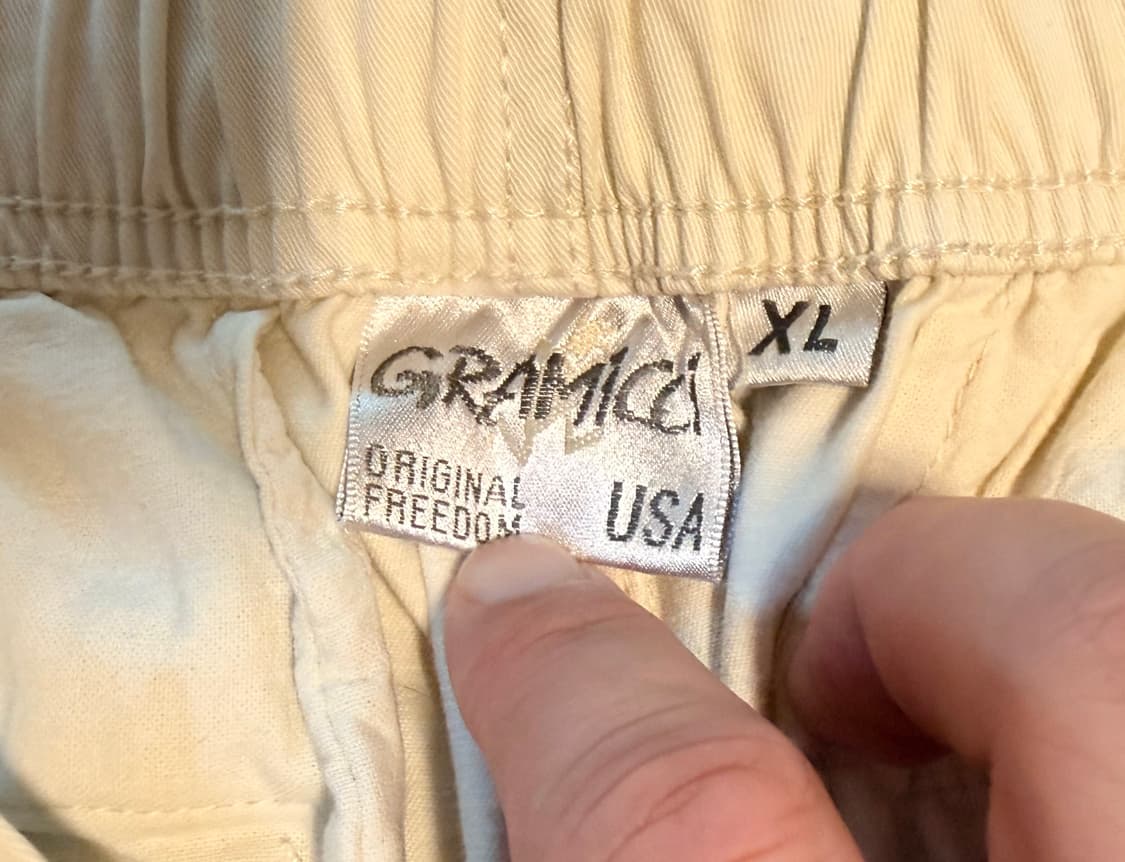 GRAMICCI
XL
ORIGINAL
FREEDOM
USA